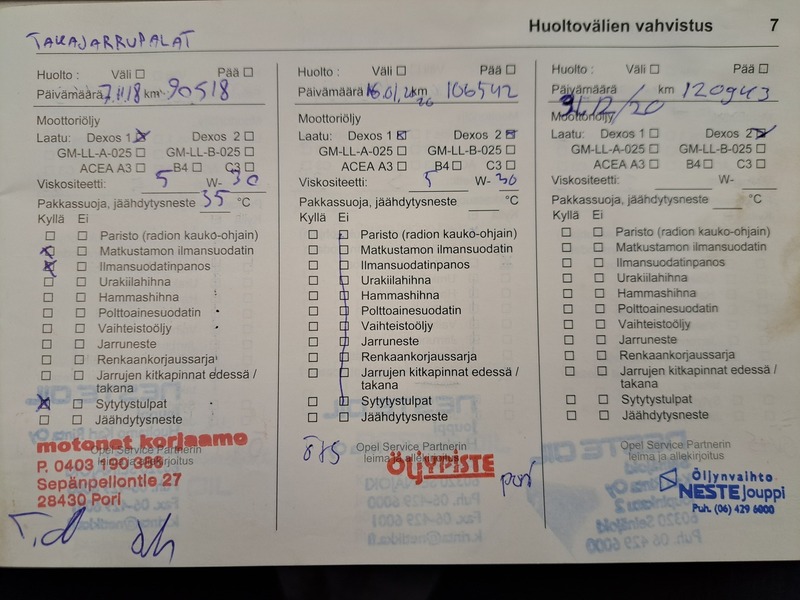 Huoltovälien vahvistus 7
TAKAJARRUPALAT
Huolto : Väli Pää
Päivämäärä 7.11.18 km 90518
Moottoriöljy
Laatu: Dexos 1 Dexos 2
GM-LL-A-025 GM-LL-B-025
ACEA A3 B4 C3
Viskositeetti: 5 W- 30
Pakkassuoja, jäähdytysneste 35 °C
Kyllä Ei
Paristo (radion kauko-ohjain)
Matkustamon ilmansuodatin
Ilmansuodatinpanos
Urakiilahihna
Hammashihna
Polttoainesuodatin
Vaihteistoöljy
Jarruneste
Renkaankorjaussarja
Jarrujen kitkapinnat edessä /
takana
Sytytystulpat
Jäähdytysneste
Opel Service Partnerin
leima ja allekirjoitus
motonet korjaamo
P. 0403 190 386
Sepänpellontie 27
28430 Pori
Huolto : Väli Pää
Päivämäärä 16.01.2020 km 106542
Moottoriöljy
Laatu: Dexos 1 Dexos 2
GM-LL-A-025 GM-LL-B-025
ACEA A3 B4 C3
Viskositeetti: 5 W- 30
Pakkassuoja, jäähdytysneste °C
Kyllä Ei
Paristo (radion kauko-ohjain)
Matkustamon ilmansuodatin
Ilmansuodatinpanos
Urakiilahihna
Hammashihna
Polttoainesuodatin
Vaihteistoöljy
Jarruneste
Renkaankorjaussarja
Jarrujen kitkapinnat edessä /
takana
Sytytystulpat
Jäähdytysneste
Opel Service Partnerin
leima ja allekirjoitus
ÖLJYPISTE
Huolto : Väli Pää
Päivämäärä /12/20 km 120943
Moottoriöljy
Laatu: Dexos 1 Dexos 2
GM-LL-A-025 GM-LL-B-025
ACEA A3 B4 C3
Viskositeetti: W-
Pakkassuoja, jäähdytysneste °C
Kyllä Ei
Paristo (radion kauko-ohjain)
Matkustamon ilmansuodatin
Ilmansuodatinpanos
Urakiilahihna
Hammashihna
Polttoainesuodatin
Vaihteistoöljy
Jarruneste
Renkaankorjaussarja
Jarrujen kitkapinnat edessä /
takana
Sytytystulpat
Jäähdytysneste
Opel Service Partnerin
leima ja allekirjoitus
Öljynvaihto
NESTE Jouppi
Puh. (06) 429 6000